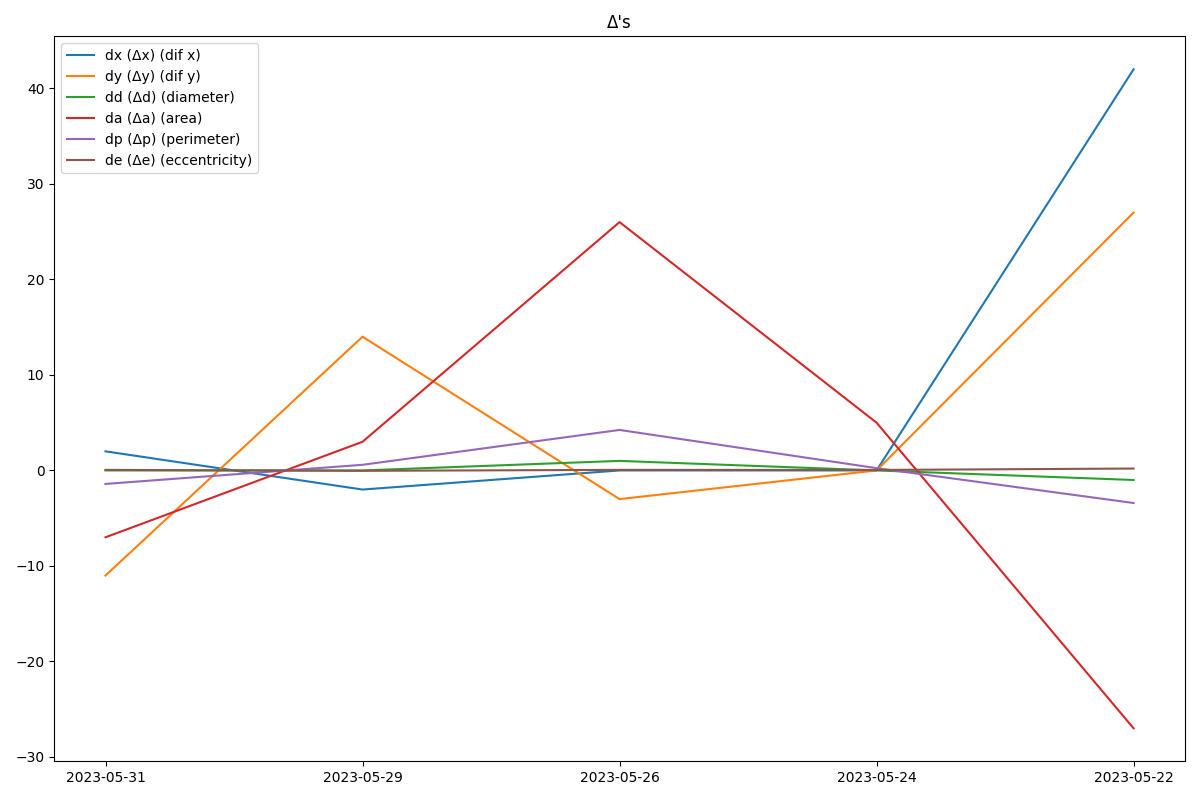 Δ's
dx (Δx) (dif x)
dy (Δy) (dif y)
dd (Δd) (diameter)
da (Δa) (area)
dp (Δp) (perimeter)
de (Δe) (eccentricity)
40
30
20
10
0
−10
−20
−30
2023-05-31 2023-05-29 2023-05-26 2023-05-24 2023-05-22